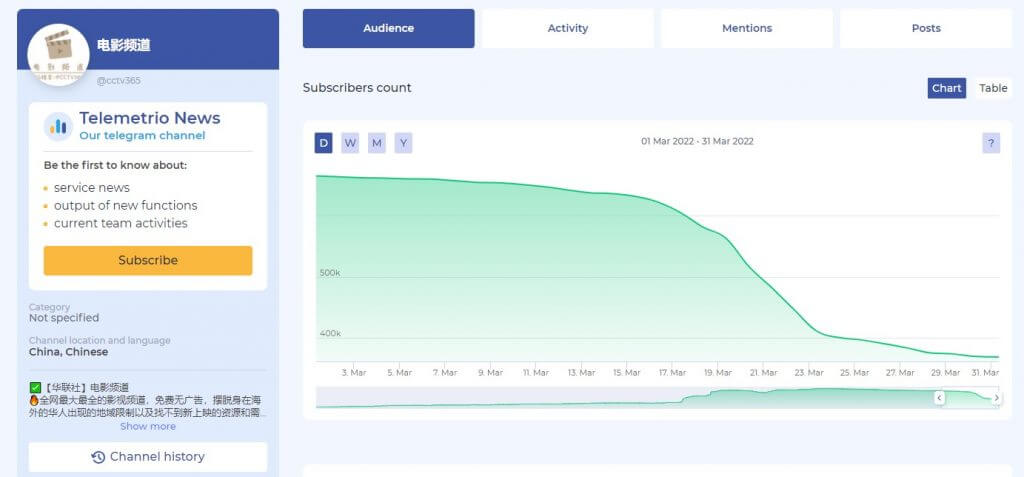 电影频道
@cctv365
Telemetrio News
Our telegram channel
Be the first to know about:
service news
output of new functions
current team activities
Subscribe
Category
Not specified
Channel location and language
China, Chinese
✅【华联社】电影频道
🔥全网最大最全的影视频道，免费无广告，摆脱身在海
外的华人出现的地域限制以及找不到新上映的资源和需...
Show more
Channel history
Audience
Activity
Mentions
Posts
Subscribers count
Chart
Table
D
W
M
Y
01 Mar 2022 - 31 Mar 2022
?
500k
400k
3. Mar
5. Mar
7. Mar
9. Mar
11. Mar
13. Mar
15. Mar
17. Mar
19. Mar
21. Mar
23. Mar
25. Mar
27. Mar
29. Mar
31. Mar